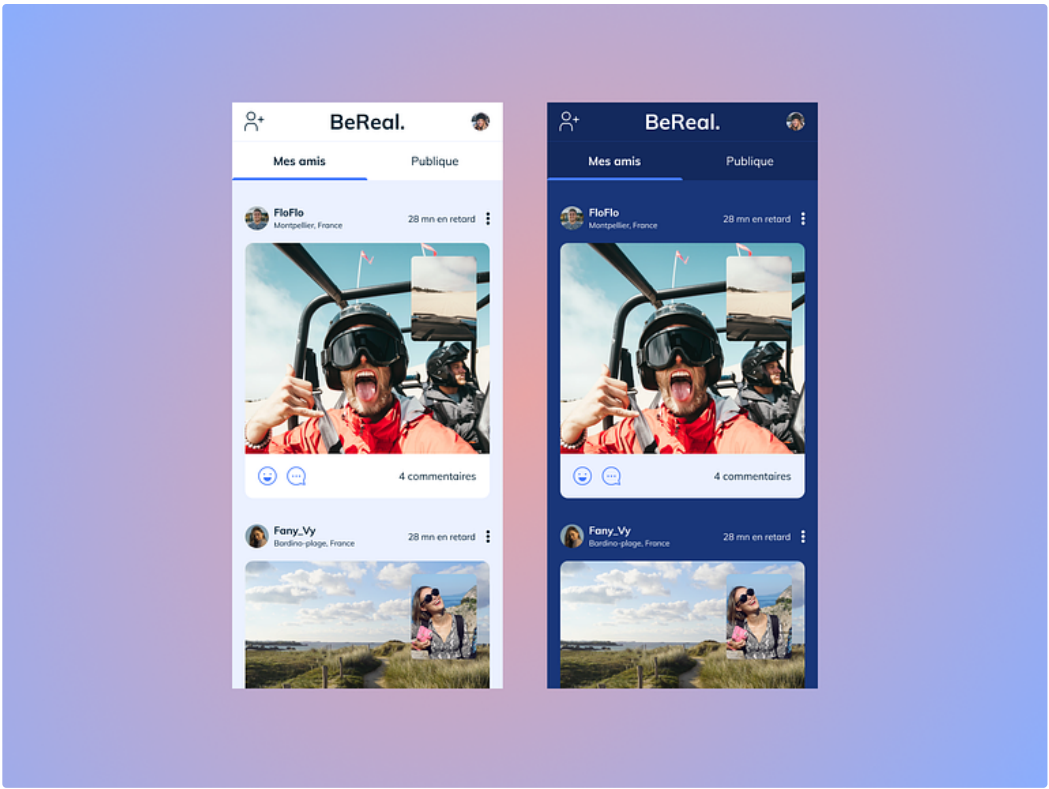 BeReal.
Mes amis Publique
FloFlo
Montpellier, France
28 mn en retard
4 commentaires
Fany_Vy
Bordino-plage, France
28 mn en retard
BeReal.
Mes amis Publique
FloFlo
Montpellier, France
28 mn en retard
4 commentaires
Fany_Vy
Bordino-plage, France
28 mn en retard